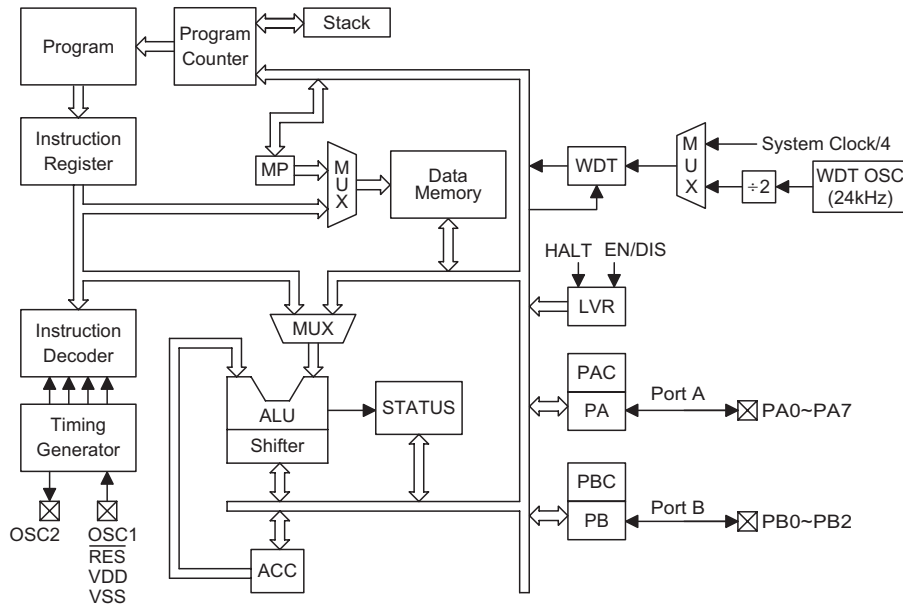 Program
Program
Counter
Stack
Instruction
Register
MP
MUX
Data
Memory
WDT
MUX
System Clock/4
÷2
WDT OSC
(24kHz)
HALT
EN/DIS
LVR
Instruction
Decoder
MUX
ALU
Shifter
STATUS
PAC
PA
Port A
PA0~PA7
Timing
Generator
PBC
PB
Port B
PB0~PB2
OSC2
OSC1
RES
VDD
VSS
ACC